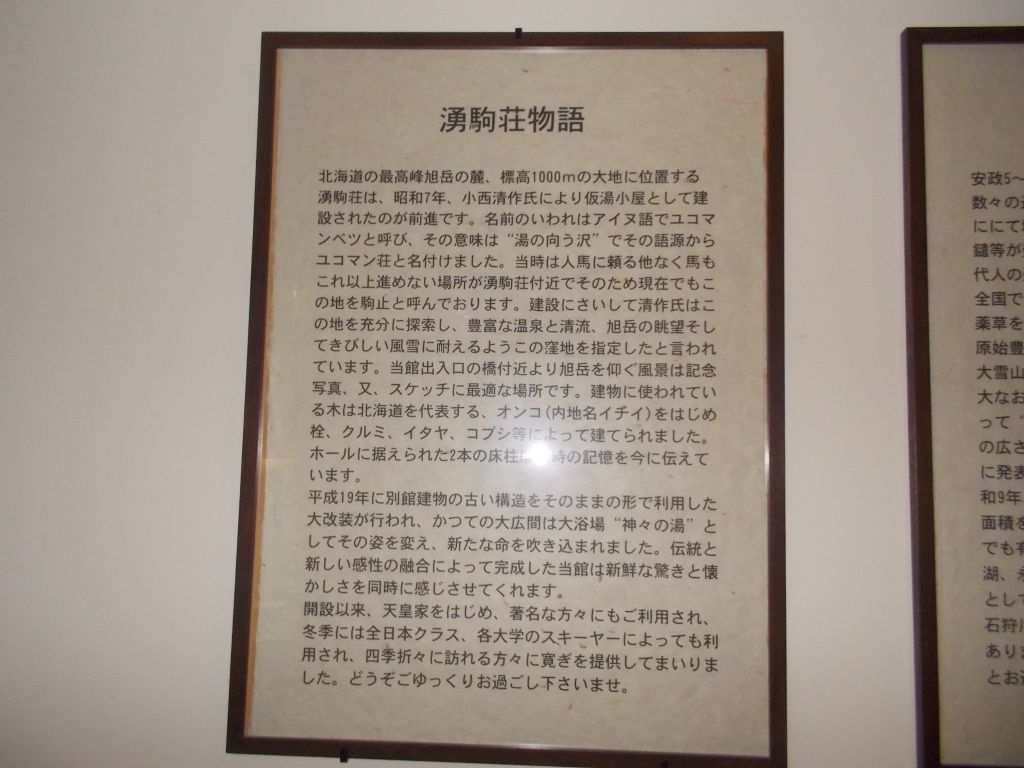 湧駒荘物語
北海道の最高峰旭岳の麓、標高1000mの大地に位置する
湧駒荘は、昭和7年、小西清作氏により仮湯小屋として建
設されたのが前進です。名前のいわれはアイヌ語でユコマ
ンベツと呼び、その意味は“湯の向う沢”でその語源から
ユコマン荘と名付けました。当時は人馬に頼る他なく馬も
これ以上進めない場所が湧駒荘付近でそのため現在でもこ
の地を駒止と呼んでおります。建設にさいして清作氏はこ
の地を充分に探索し、豊富な温泉と清流、旭岳の眺望そし
てきびしい風雪に耐えるようこの窪地を指定したと言われ
ています。当館出入口の橋付近より旭岳を仰ぐ風景は記念
写真、又、スケッチに最適な場所です。建物に使われてい
る木は北海道を代表する、オンコ(内地名イチイ)をはじめ
栓、クルミ、イタヤ、コブシ等によって建てられました。
ホールに据えられた2本の床柱は 時の記憶を今に伝えて
います。
平成19年に別館建物の古い構造をそのままの形で利用した
大改装が行われ、かつての大広間は大浴場“神々の湯”と
してその姿を変え、新たな命を吹き込まれました。伝統と
新しい感性の融合によって完成した当館は新鮮な驚きと懐
かしさを同時に感じさせてくれます。
開設以来、天皇家をはじめ、著名な方々にもご利用され、
冬季には全日本クラス、各大学のスキーヤーによっても利
用され、四季折々に訪れる方々に寛ぎを提供してまいりま
した。どうぞごゆっくりお過ごし下さいませ。
安政5～
数々の
ににて
鑓等が
代人の
全国で
薬草を
原始豊
大雪山
大なお
って“
の広さ
に発表
和9年
面積を
でも有
湖、
として
石狩川
ありま
とお